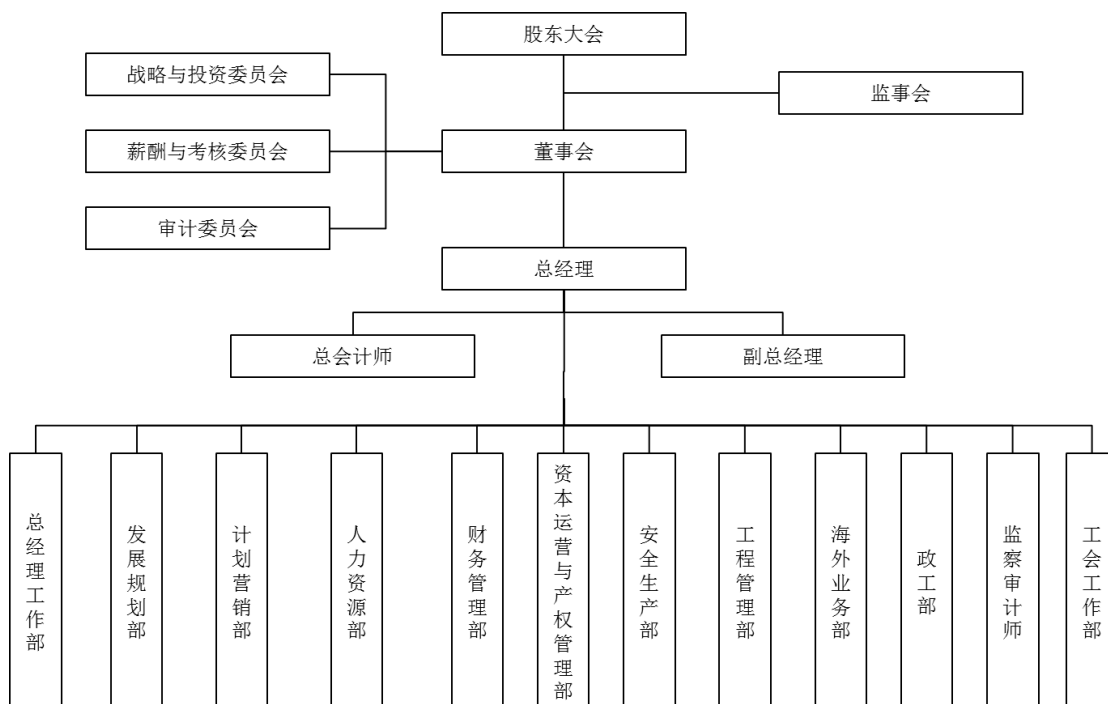 股东大会
战略与投资委员会
监事会
薪酬与考核委员会
董事会
审计委员会
总经理
总会计师
副总经理
总经理工作部
发展规划部
计划营销部
人力资源部
财务管理部
资本运营与产权管理部
安全生产部
工程管理部
海外业务部
政工部
监察审计师
工会工作部